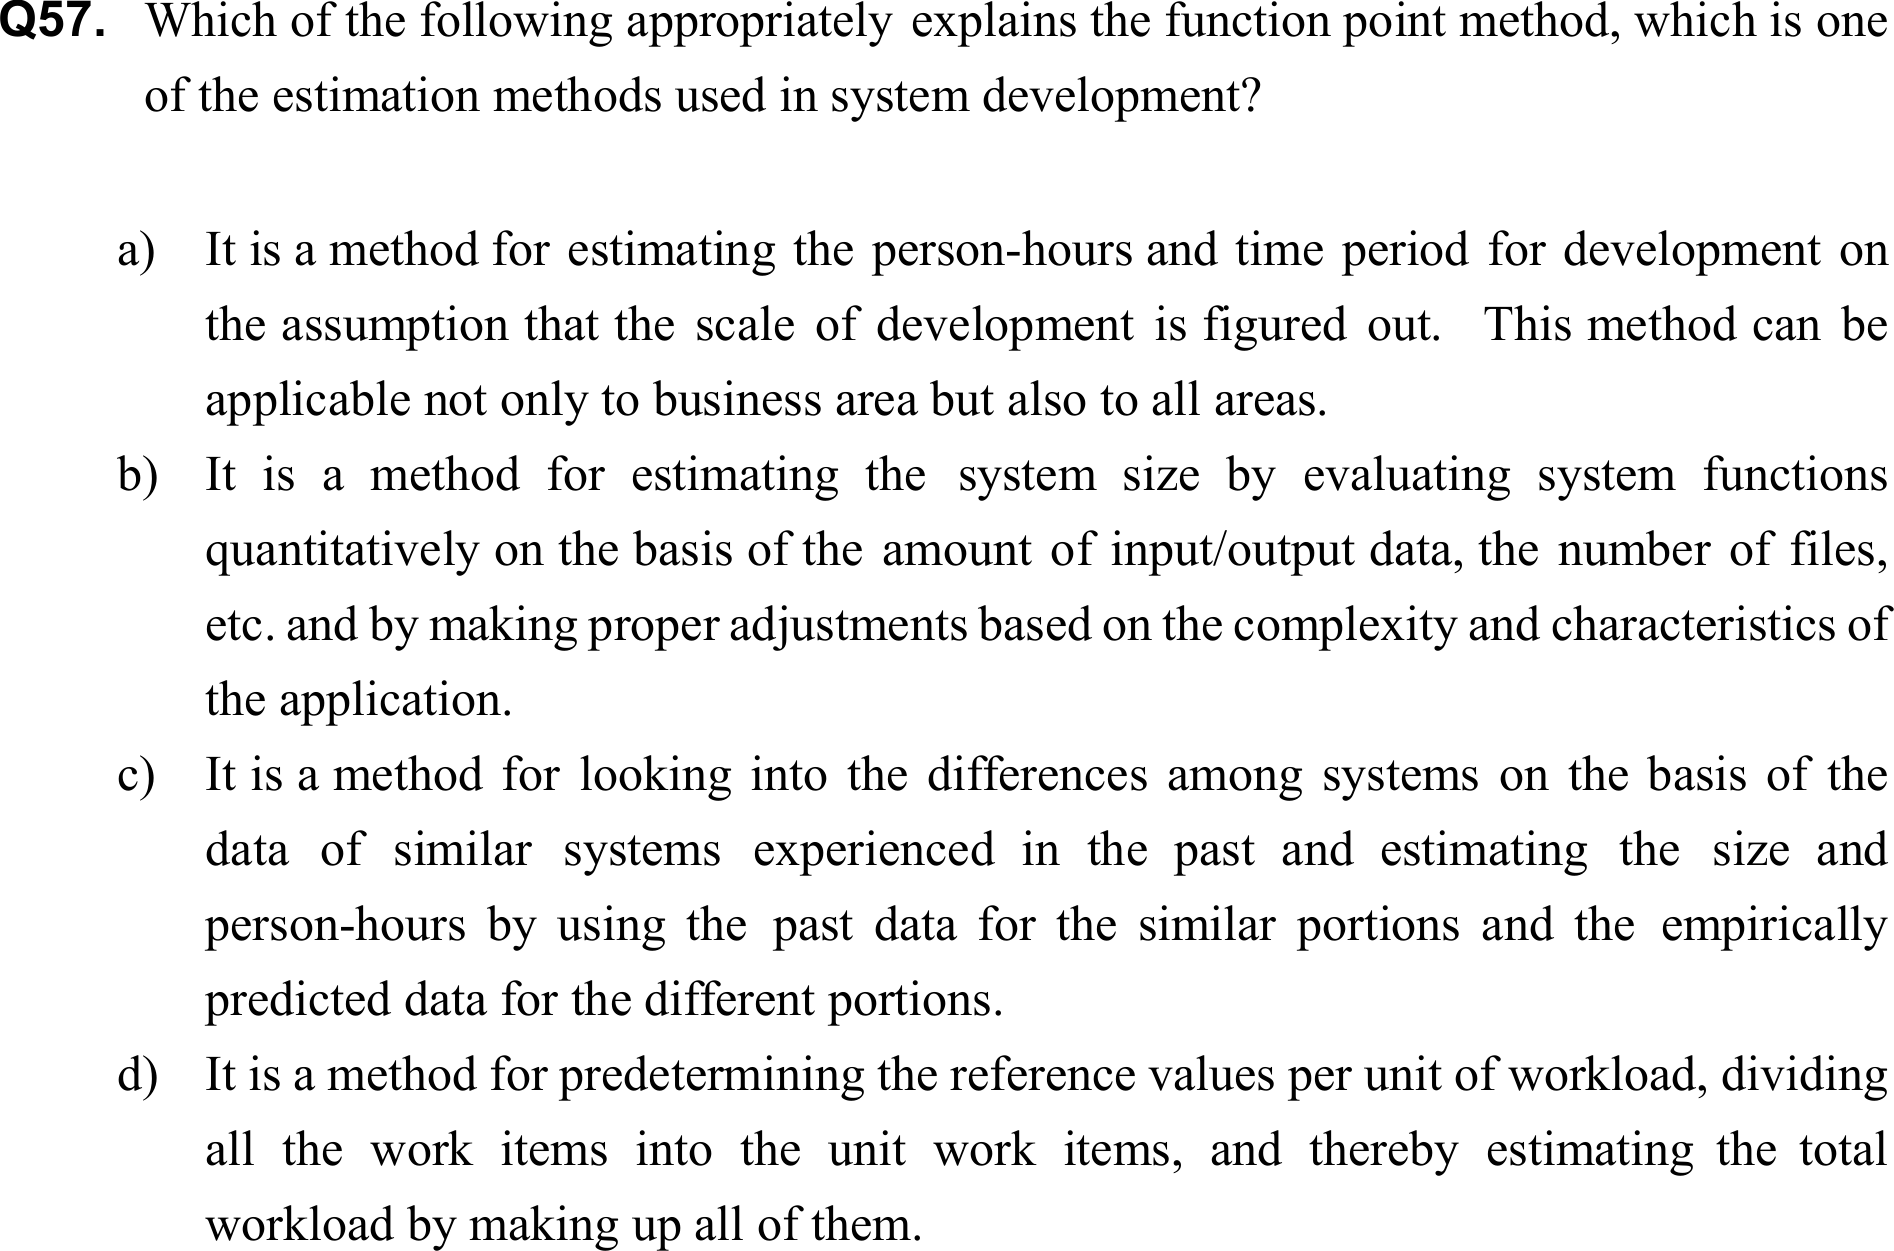 Q57. Which of the following appropriately explains the function point method, which is one
of the estimation methods used in system development?
a) It is a method for estimating the person-hours and time period for development on
the assumption that the scale of development is figured out. This method can be
applicable not only to business area but also to all areas.
b) It is a method for estimating the system size by evaluating system functions
quantitatively on the basis of the amount of input/output data, the number of files,
etc. and by making proper adjustments based on the complexity and characteristics of
the application.
c) It is a method for looking into the differences among systems on the basis of the
data of similar systems experienced in the past and estimating the size and
person-hours by using the past data for the similar portions and the empirically
predicted data for the different portions.
d) It is a method for predetermining the reference values per unit of workload, dividing
all the work items into the unit work items, and thereby estimating the total
workload by making up all of them.